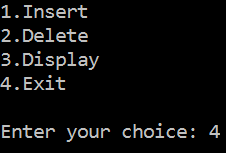 1.Insert
2.Delete
3.Display
4.Exit
Enter your choice: 4